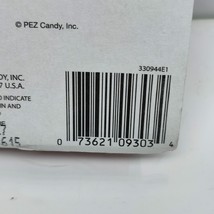 © PEZ Candy, Inc.
330944E1
DY, INC.
7 U.S.A.
O INDICATE
IN AND
0 73621 09303 4